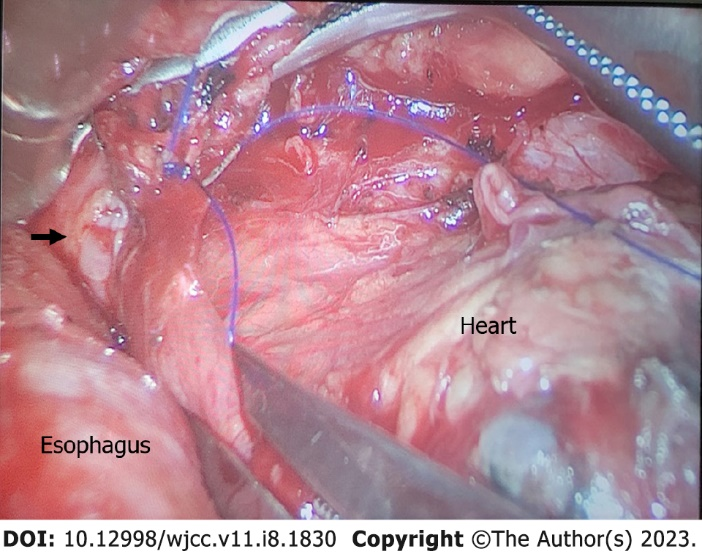 Heart
Esophagus
DOI: 10.12998/wjcc.v11.i8.1830 Copyright ©The Author(s) 2023.